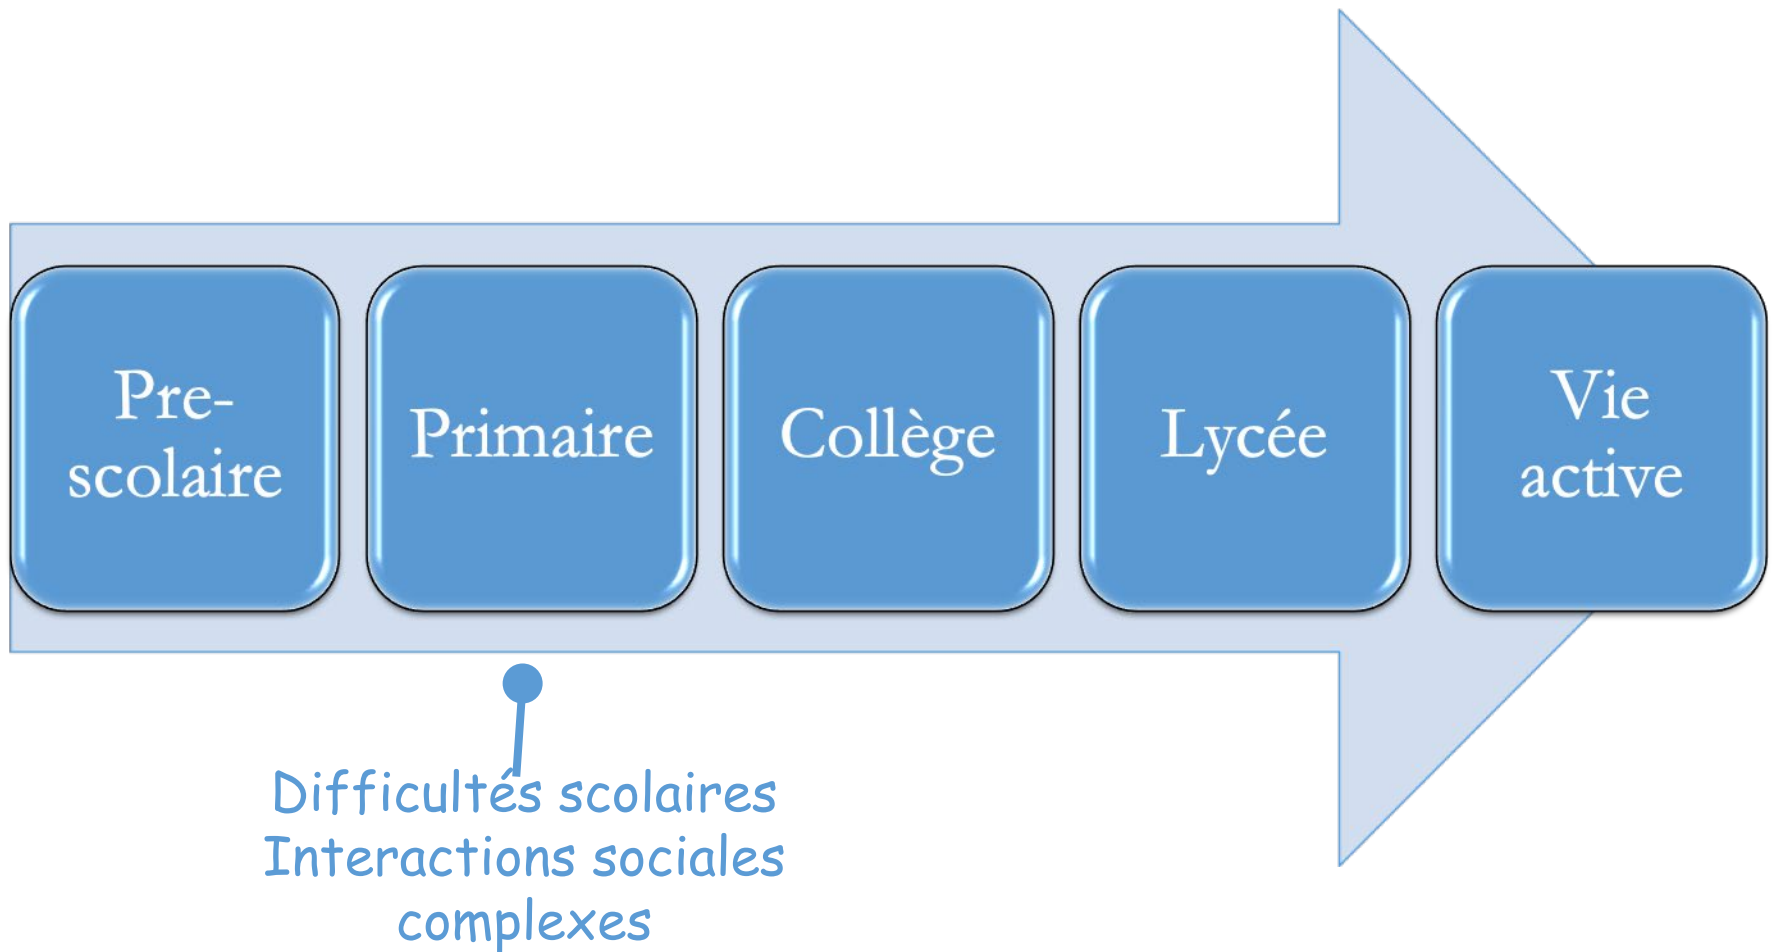 Pre-
scolaire
Primaire
Collège
Lycée
Vie
active
Difficultés scolaires
Interactions sociales
complexes